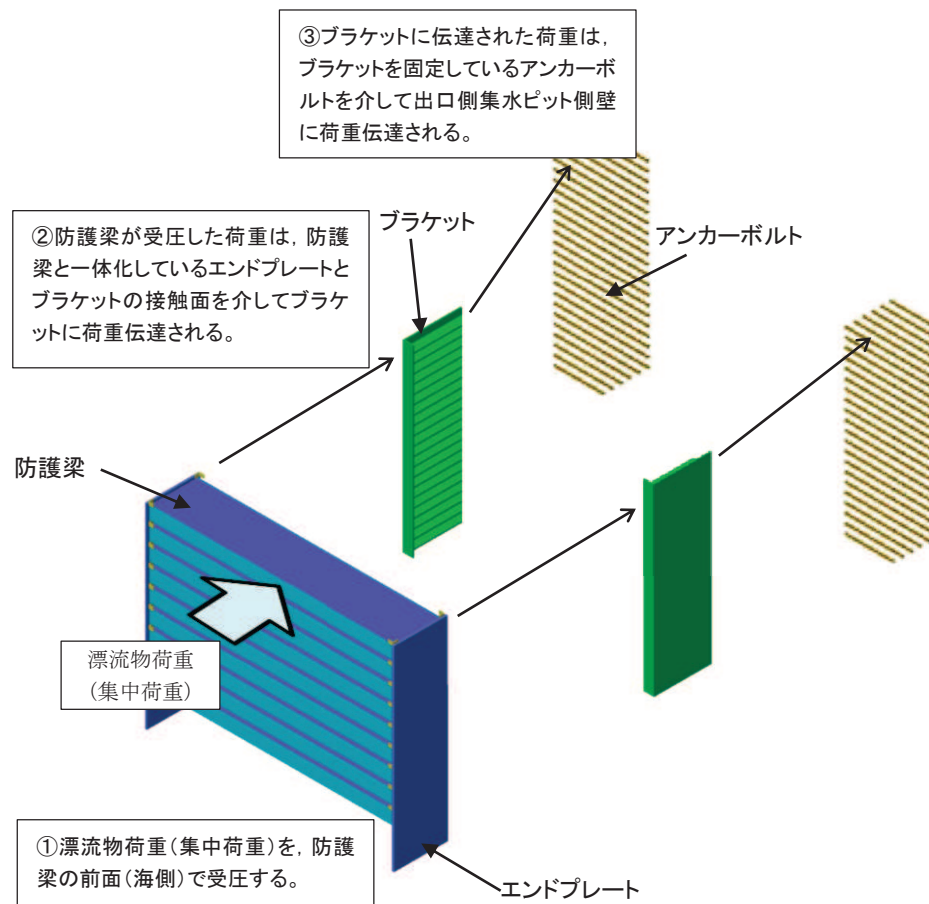 ③ブラケットに伝達された荷重は,
ブラケットを固定しているアンカーボ
ルトを介して出口側集水ピット側壁
に荷重伝達される。
②防護梁が受圧した荷重は, 防護
梁と一体化しているエンドプレートと
ブラケットの接触面を介してブラケ
ットに荷重伝達される。
ブラケット
アンカーボルト
防護梁
漂流物荷重
(集中荷重)
①漂流物荷重(集中荷重)を, 防護
梁の前面(海側)で受圧する。
エンドプレート